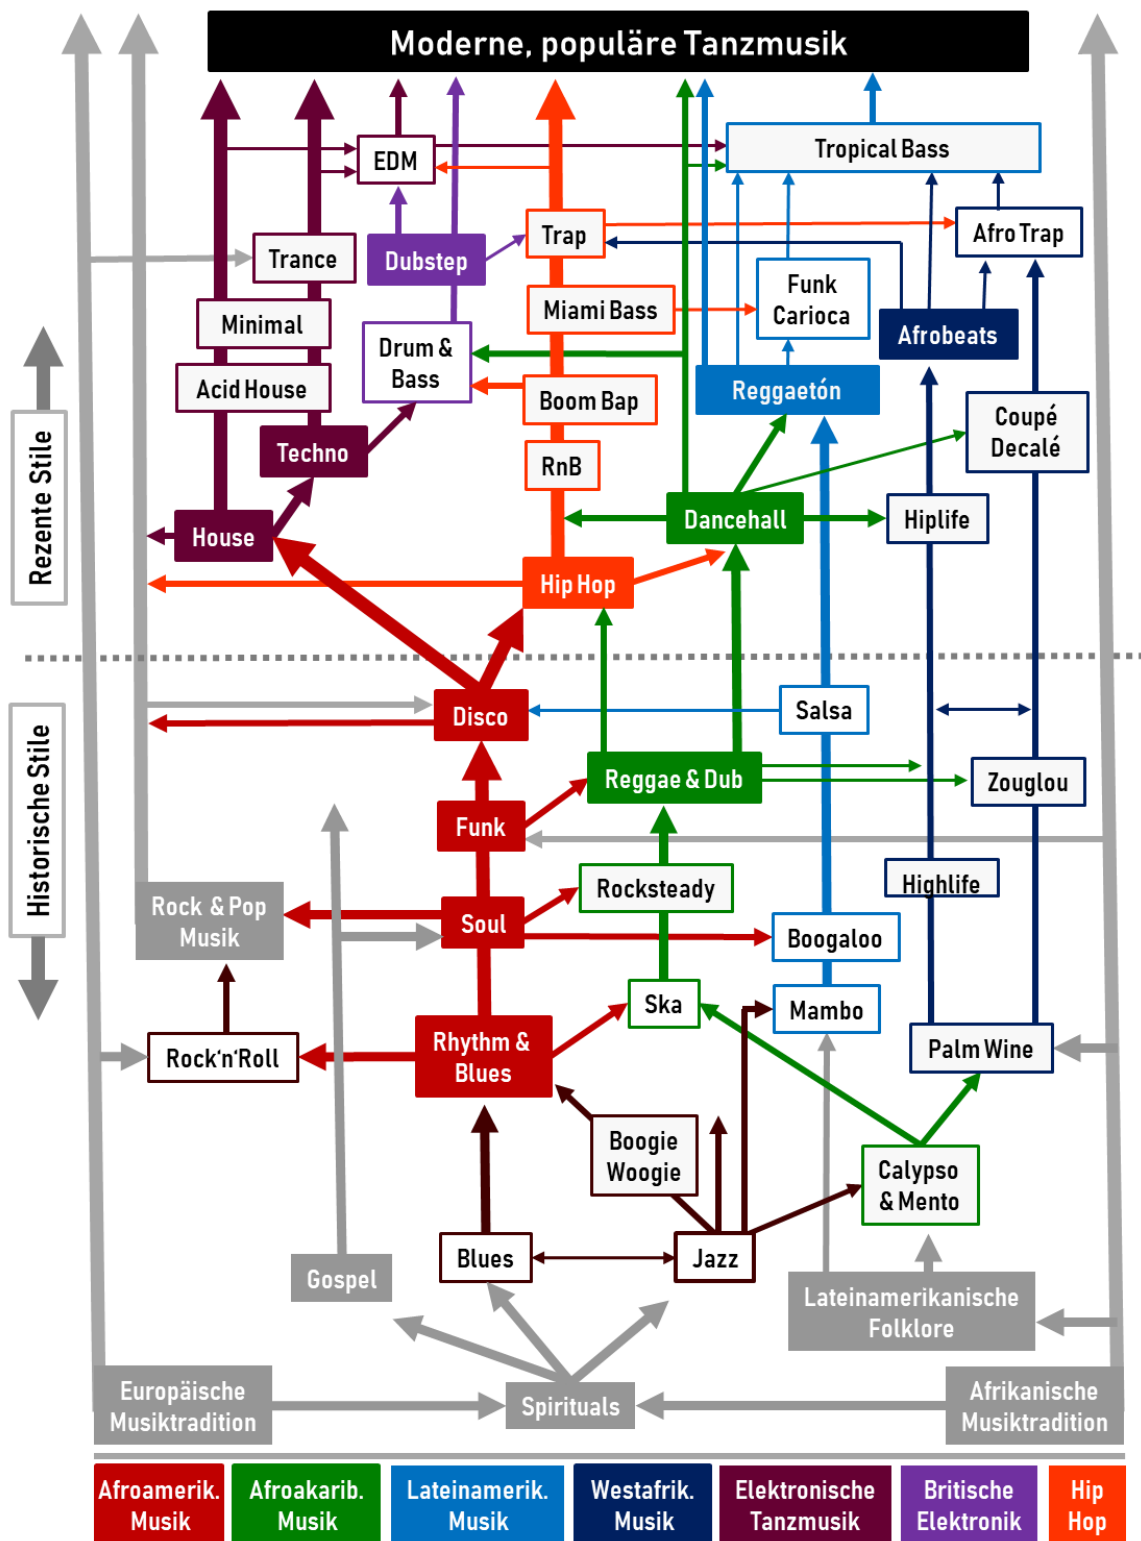 Moderne, populäre Tanzmusik
EDM
Tropical Bass
Trap
Afro Trap
Trance
Dubstep
Funk
Carioca
Minimal
Miami Bass
Afrobeats
Drum &
Bass
Acid House
Boom Bap
Reggaetón
Coupé
Decalé
Techno
RnB
Rezente Stile
House
Dancehall
Hiplife
Hip Hop
Disco
Salsa
Reggae & Dub
Zouglou
Funk
Historische Stile
Rocksteady
Highlife
Rock & Pop
Musik
Soul
Boogaloo
Ska
Mambo
Rock‘n‘Roll
Rhythm &
Blues
Palm Wine
Boogie
Woogie
Calypso
& Mento
Gospel
Blues
Jazz
Lateinamerikanische
Folklore
Europäische
Musiktradition
Spirituals
Afrikanische
Musiktradition
Afroamerik.
Musik
Afroakarib.
Musik
Lateinamerik.
Musik
Westafrik.
Musik
Elektronische
Tanzmusik
Britische
Elektronik
Hip
Hop